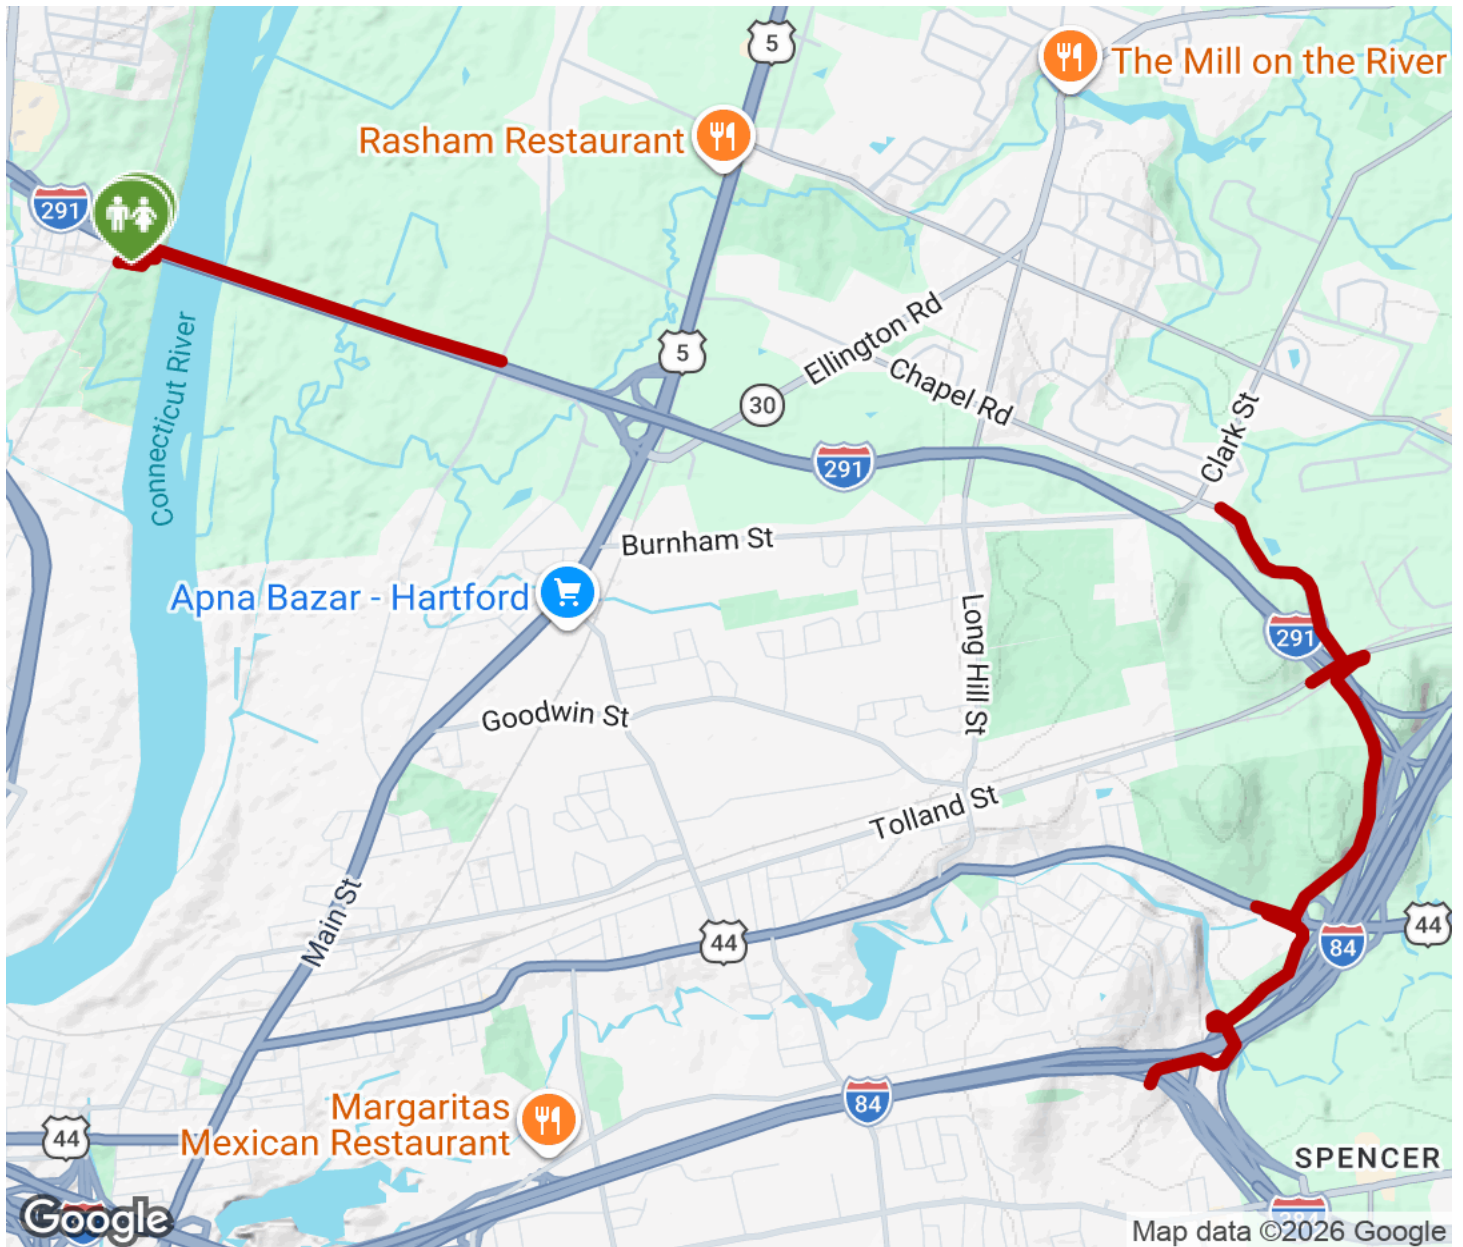 5
The Mill on the River
Rasham Restaurant
291
Connecticut River
5
Ellington Rd
30
Chapel Rd
Clark St
291
Burnham St
Apna Bazar - Hartford
Long Hill St
291
Goodwin St
Tolland St
Main St
44
44
84
84
Margaritas
Mexican Restaurant
44
SPENCER
Google
Map data ©2026 Google